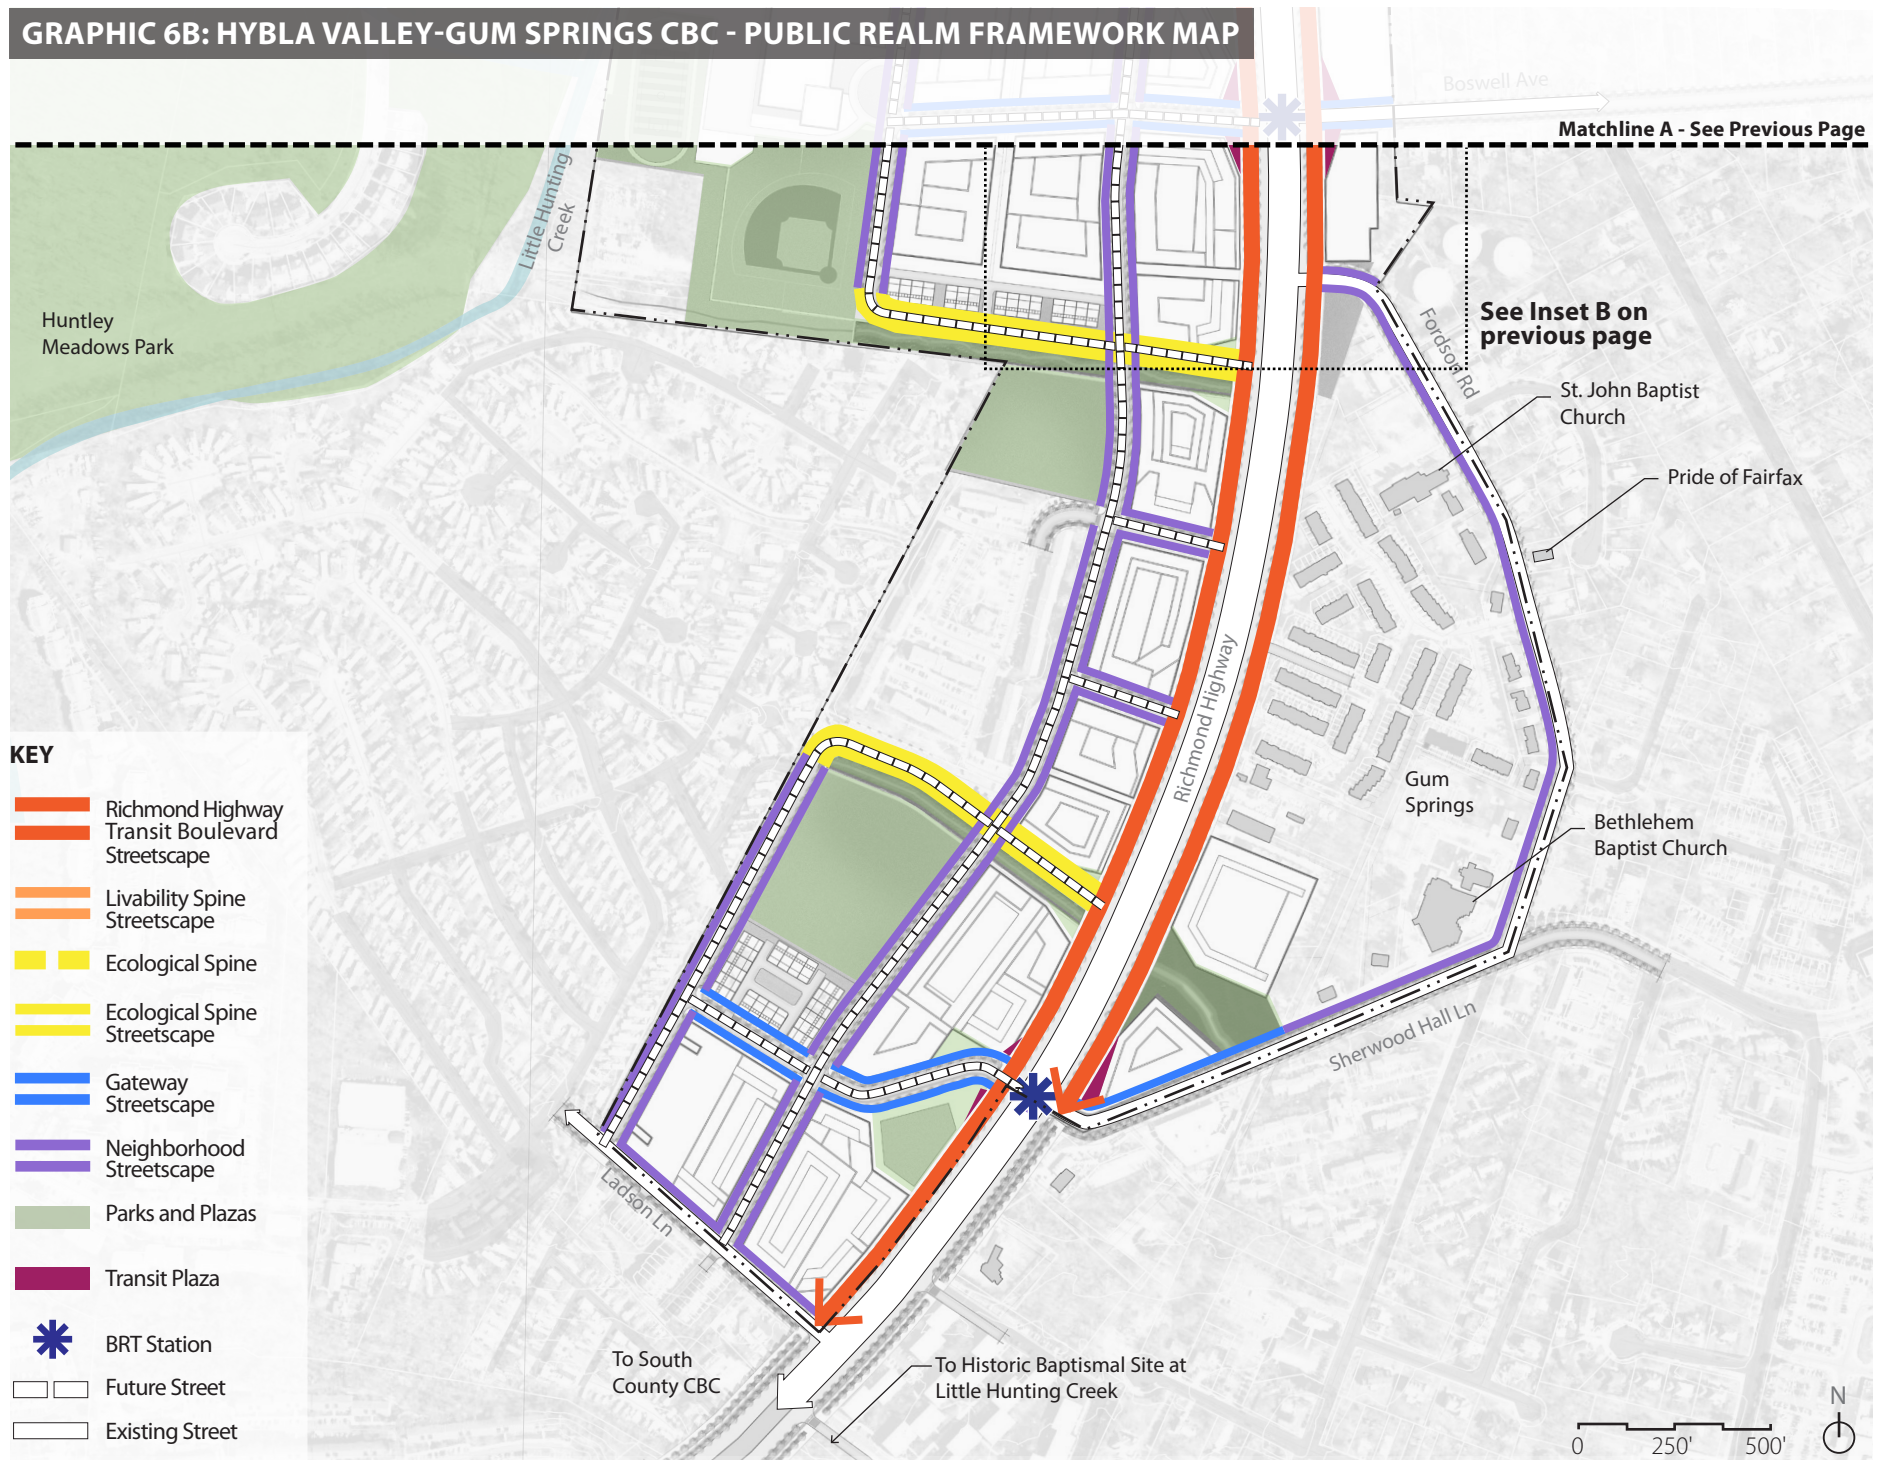 GRAPHIC 6B: HYBLA VALLEY-GUM SPRINGS CBC - PUBLIC REALM FRAMEWORK MAP
Boswell Ave
Matchline A - See Previous Page
Little Hunting
Creek
Huntley
Meadows Park
See Inset B on
previous page
Fordson Rd
St. John Baptist
Church
Pride of Fairfax
Richmond Highway
Gum
Springs
Bethlehem
Baptist Church
Sherwood Hall Ln
Ladson Ln
To South
County CBC
To Historic Baptismal Site at
Little Hunting Creek
KEY
Richmond Highway
Transit Boulevard
Streetscape
Livability Spine
Streetscape
Ecological Spine
Ecological Spine
Streetscape
Gateway
Streetscape
Neighborhood
Streetscape
Parks and Plazas
Transit Plaza
BRT Station
Future Street
Existing Street
N
0 250' 500'